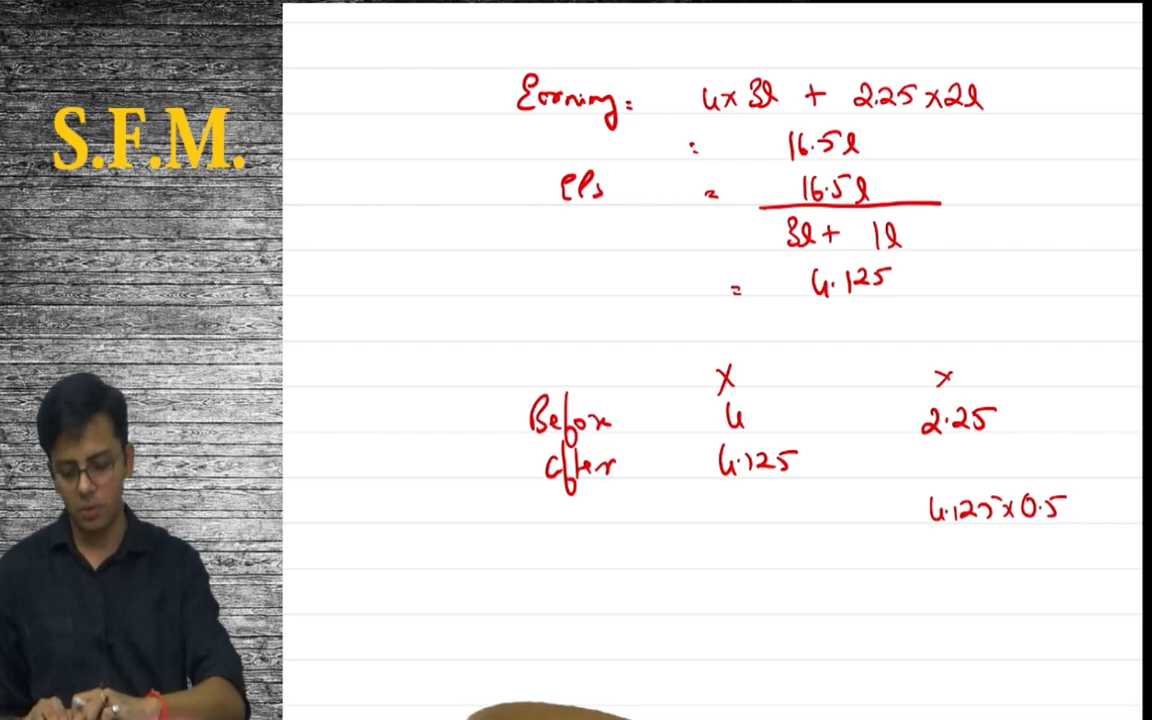 S.F.M.
Earning = 4 x 3l + 2.25 x 2l
= 16.5l
EPS = 16.5l
3l + 1l
= 4.125
X x
Before 4 2.25
After 4.125
4.125 x 0.5